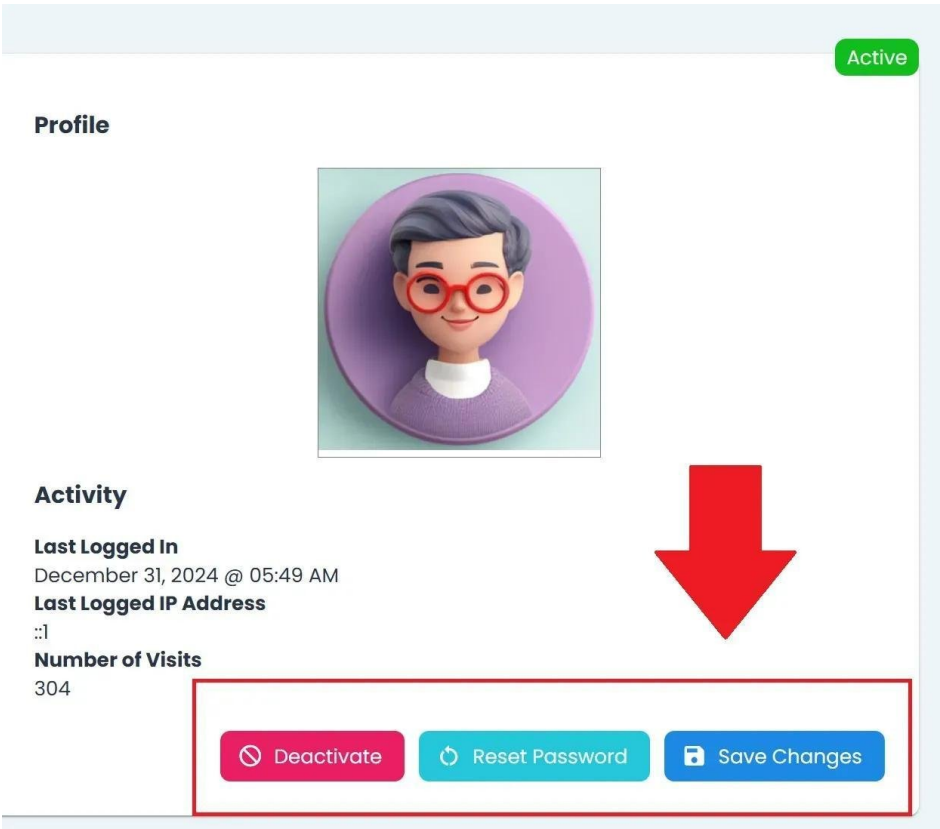 Active
Profile
Activity
Last Logged In
December 31, 2024 @ 05:49 AM
Last Logged IP Address
::1
Number of Visits
304
Deactivate
Reset Password
Save Changes